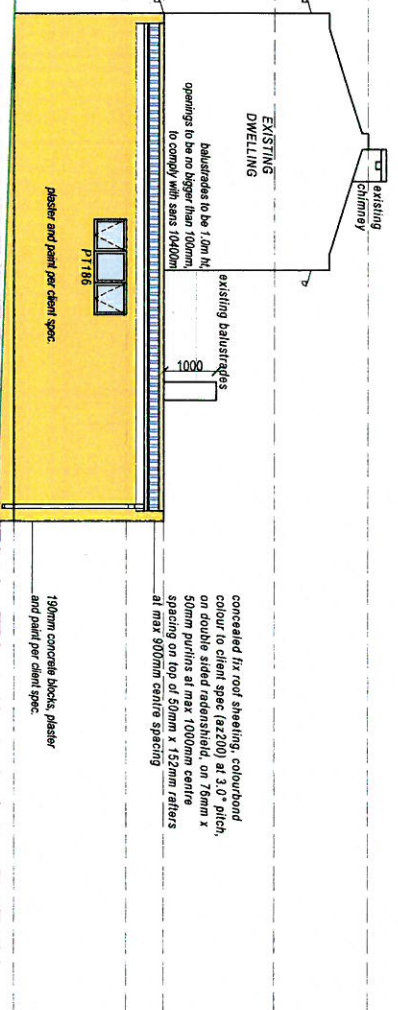 existing
chimney
EXISTING
DWELLING
balustrades to be 1.0m ht,
openings to be no bigger than 100mm,
to comply with sans 10400m
existing balustrades
1000
PT186
plaster and paint per client spec.
concealed fix roof sheeting, colourbond
colour to client spec (az200) at 3.0° pitch,
on double sided radenshield, on 76mm x
50mm purlins at max 1000mm centre
spacing on top of 50mm x 152mm rafters
at max 900mm centre spacing
190mm concrete blocks, plaster
and paint per client spec.